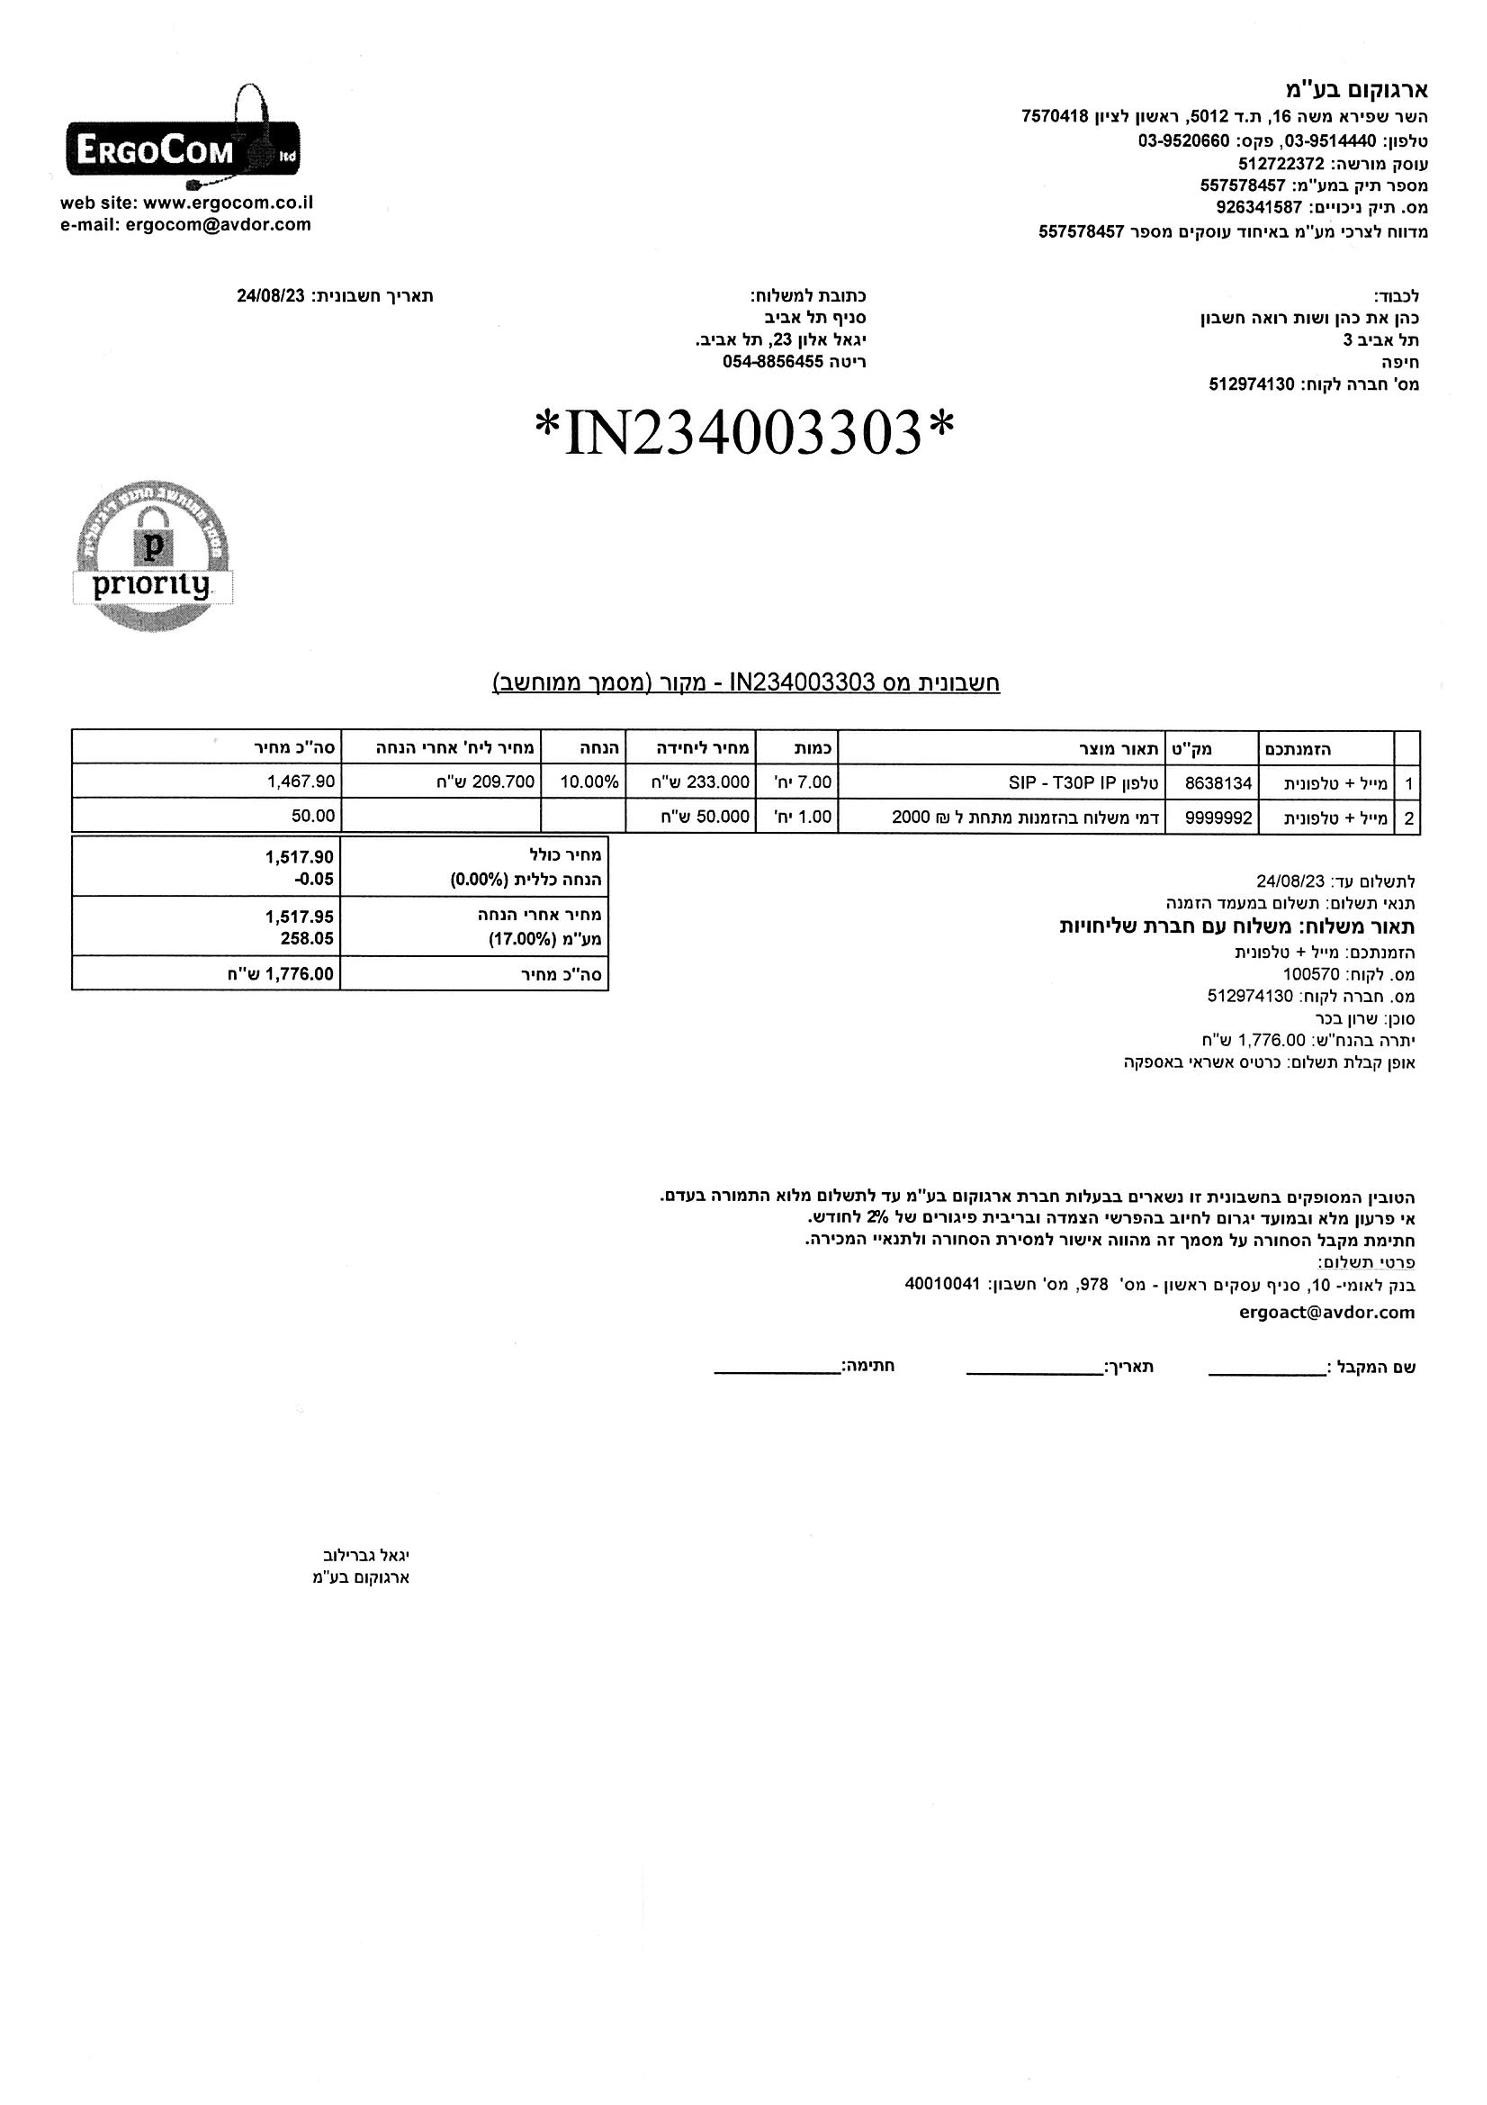 ארגוקום בע"מ
השר שפירא משה 16, ת.ד 5012, ראשון לציון 7570418
טלפון: 03-9514440, פקס: 03-9520660
עוסק מורשה: 512722372
מספר תיק במע"מ: 557578457
מס. תיק ניכויים: 926341587
מדווח לצרכי מע"מ באיחוד עוסקים מספר 557578457
ERGOCOM ltd
web site: www.ergocom.co.il
e-mail: ergocom@avdor.com
לכבוד:
כהן את כהן ושות רואה חשבון
תל אביב 3
חיפה
מס' חברה לקוח: 512974130
כתובת למשלוח:
סניף תל אביב
יגאל אלון 23, תל אביב.
ריטה 054-8856455
תאריך חשבונית: 24/08/23
*IN234003303*
מסמך ממוחשב חתום דיגיטלית
p
priority
חשבונית מס IN234003303 - מקור (מסמך ממוחשב)
הזמנתכם מק"ט תאור מוצר כמות מחיר ליחידה הנחה מחיר ליח' אחרי הנחה סה"כ מחיר
1 מייל + טלפונית 8638134 טלפון SIP - T30P IP 7.00 יח' 233.000 ש"ח 10.00% 209.700 ש"ח 1,467.90
2 מייל + טלפונית 9999992 דמי משלוח בהזמנות מתחת ל ₪ 2000 1.00 יח' 50.000 ש"ח 50.00
מחיר כולל 1,517.90
הנחה כללית (0.00%) -0.05
מחיר אחרי הנחה 1,517.95
מע"מ (17.00%) 258.05
סה"כ מחיר 1,776.00 ש"ח
לתשלום עד: 24/08/23
תנאי תשלום: תשלום במעמד הזמנה
תאור משלוח: משלוח עם חברת שליחויות
הזמנתכם: מייל + טלפונית
מס. לקוח: 100570
מס. חברה לקוח: 512974130
סוכן: שרון בכר
יתרה בהנח"ש: 1,776.00 ש"ח
אופן קבלת תשלום: כרטיס אשראי באספקה
הטובין המסופקים בחשבונית זו נשארים בבעלות חברת ארגוקום בע"מ עד לתשלום מלוא התמורה בעדם.
אי פרעון מלא ובמועד יגרום לחיוב בהפרשי הצמדה ובריבית פיגורים של 2% לחודש.
חתימת מקבל הסחורה על מסמך זה מהווה אישור למסירת הסחורה ולתנאיי המכירה.
פרטי תשלום:
בנק לאומי- 10, סניף עסקים ראשון - מס' 978, מס' חשבון: 40010041
ergoact@avdor.com
שם המקבל :____________ תאריך:______________ חתימה:_____________
יגאל גברילוב
ארגוקום בע"מ